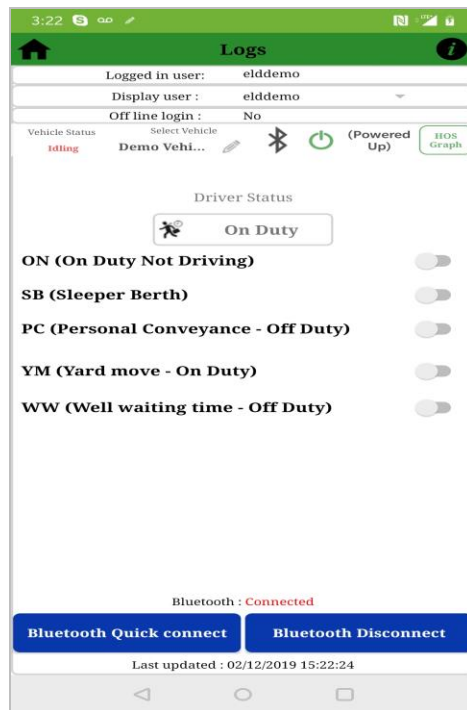 3:22
Logs
Logged in user: elddemo
Display user : elddemo
Off line login : No
Vehicle Status
Idling
Select Vehicle
Demo Vehi...
(Powered
Up)
HOS
Graph
Driver Status
On Duty
ON (On Duty Not Driving)
SB (Sleeper Berth)
PC (Personal Conveyance - Off Duty)
YM (Yard move - On Duty)
WW (Well waiting time - Off Duty)
Bluetooth : Connected
Bluetooth Quick connect
Bluetooth Disconnect
Last updated : 02/12/2019 15:22:24